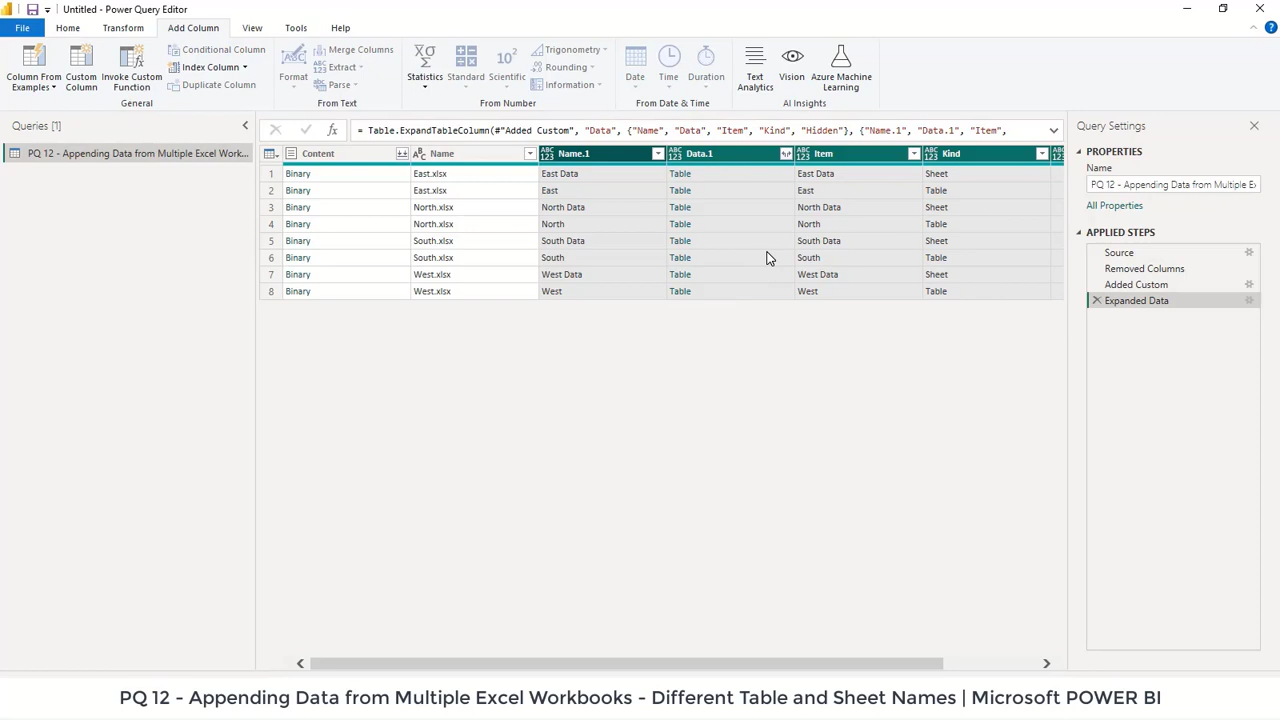 Untitled - Power Query Editor
File Home Transform Add Column View Tools Help
Column From Examples
Custom Column
Invoke Custom Function
Conditional Column
Index Column
Duplicate Column
General
Format
Merge Columns
Extract
Parse
From Text
Statistics
Standard
Scientific
Trigonometry
Rounding
Information
From Number
Date
Time
Duration
From Date & Time
Text Analytics
Vision
Azure Machine Learning
AI Insights
Queries [1]
PQ 12 - Appending Data from Multiple Excel Work...
= Table.ExpandTableColumn(#"Added Custom", "Data", {"Name", "Data", "Item", "Kind", "Hidden"}, {"Name.1", "Data.1", "Item",
Content Name Name.1 Data.1 Item Kind
1 Binary East.xlsx East Data Table East Data Sheet
2 Binary East.xlsx East Table East Table
3 Binary North.xlsx North Data Table North Data Sheet
4 Binary North.xlsx North Table North Table
5 Binary South.xlsx South Data Table South Data Sheet
6 Binary South.xlsx South Table South Table
7 Binary West.xlsx West Data Table West Data Sheet
8 Binary West.xlsx West Table West Table
Query Settings
PROPERTIES
Name
PQ 12 - Appending Data from Multiple E
All Properties
APPLIED STEPS
Source
Removed Columns
Added Custom
Expanded Data
PQ 12 - Appending Data from Multiple Excel Workbooks - Different Table and Sheet Names | Microsoft POWER BI